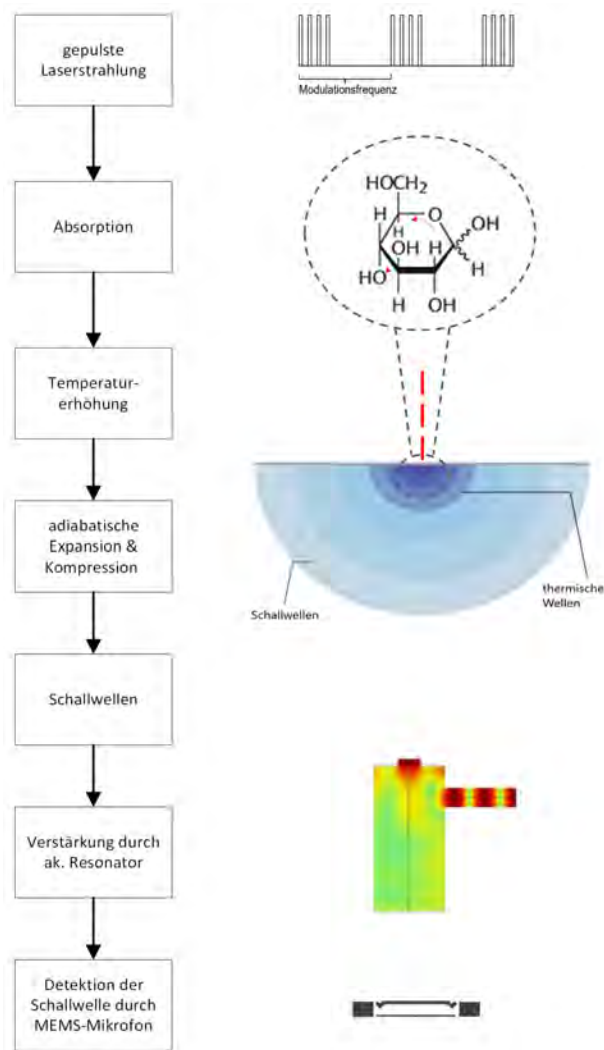 gepulste
Laserstrahlung
Modulationsfrequenz
Absorption
HOCH₂
H
O
OH
H
OH
H
HO
H
H
OH
Temperatur-
erhöhung
adiabatische
Expansion &
Kompression
thermische
Wellen
Schallwellen
Schallwellen
Verstärkung durch
ak. Resonator
Detektion der
Schallwelle durch
MEMS-Mikrofon